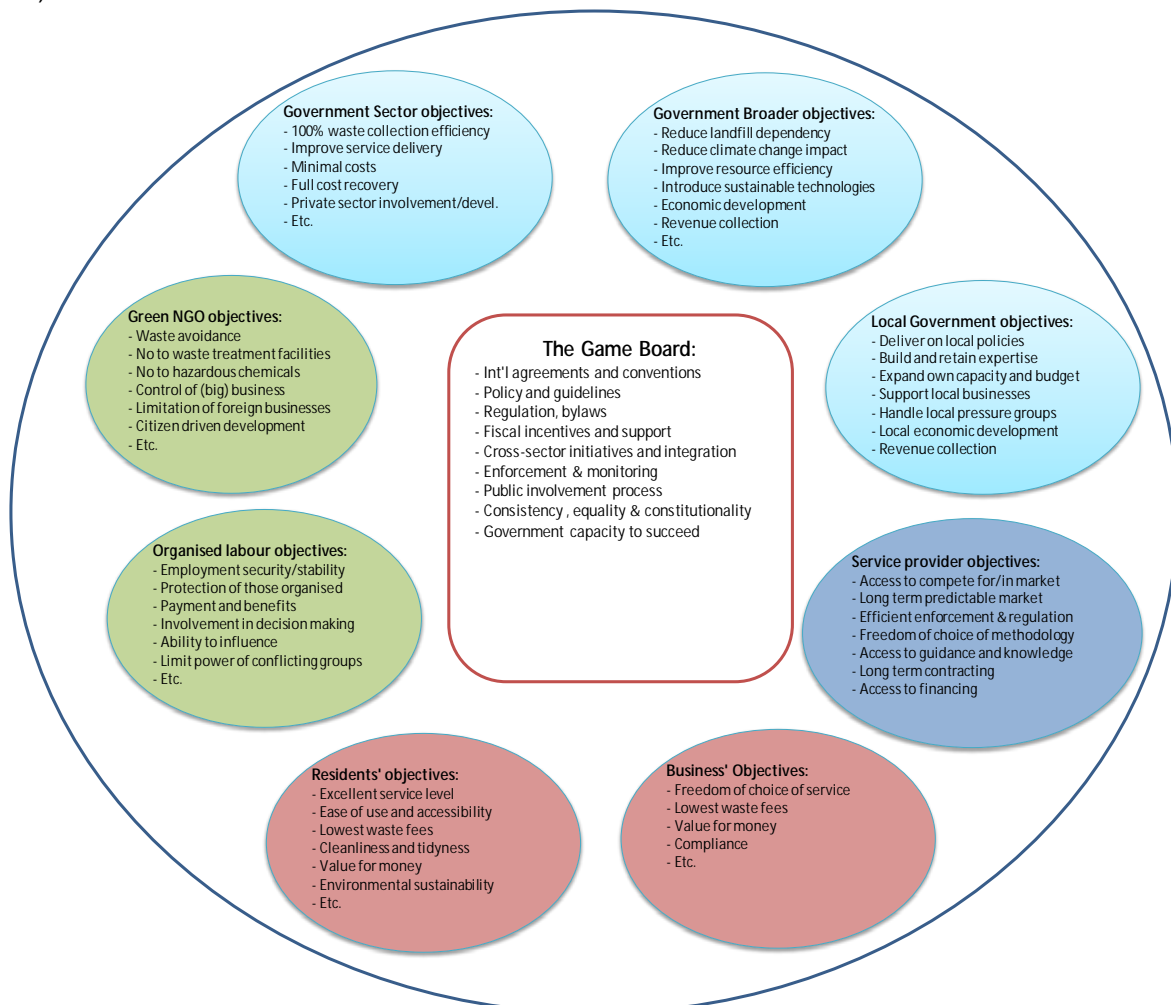 Government Sector objectives:
- 100% waste collection efficiency
- Improve service delivery
- Minimal costs
- Full cost recovery
- Private sector involvement/devel.
- Etc.
Government Broader objectives:
- Reduce landfill dependency
- Reduce climate change impact
- Improve resource efficiency
- Introduce sustainable technologies
- Economic development
- Revenue collection
- Etc.
Green NGO objectives:
- Waste avoidance
- No to waste treatment facilities
- No to hazardous chemicals
- Control of (big) business
- Limitation of foreign businesses
- Citizen driven development
- Etc.
The Game Board:
- Int'l agreements and conventions
- Policy and guidelines
- Regulation, bylaws
- Fiscal incentives and support
- Cross-sector initiatives and integration
- Enforcement & monitoring
- Public involvement process
- Consistency , equality & constitutionality
- Government capacity to succeed
Local Government objectives:
- Deliver on local policies
- Build and retain expertise
- Expand own capacity and budget
- Support local businesses
- Handle local pressure groups
- Local economic development
- Revenue collection
Organised labour objectives:
- Employment security/stability
- Protection of those organised
- Payment and benefits
- Involvement in decision making
- Ability to influence
- Limit power of conflicting groups
- Etc.
Service provider objectives:
- Access to compete for/in market
- Long term predictable market
- Efficient enforcement & regulation
- Freedom of choice of methodology
- Access to guidance and knowledge
- Long term contracting
- Access to financing
Residents' objectives:
- Excellent service level
- Ease of use and accessibility
- Lowest waste fees
- Cleanliness and tidyness
- Value for money
- Environmental sustainability
- Etc.
Business' Objectives:
- Freedom of choice of service
- Lowest waste fees
- Value for money
- Compliance
- Etc.